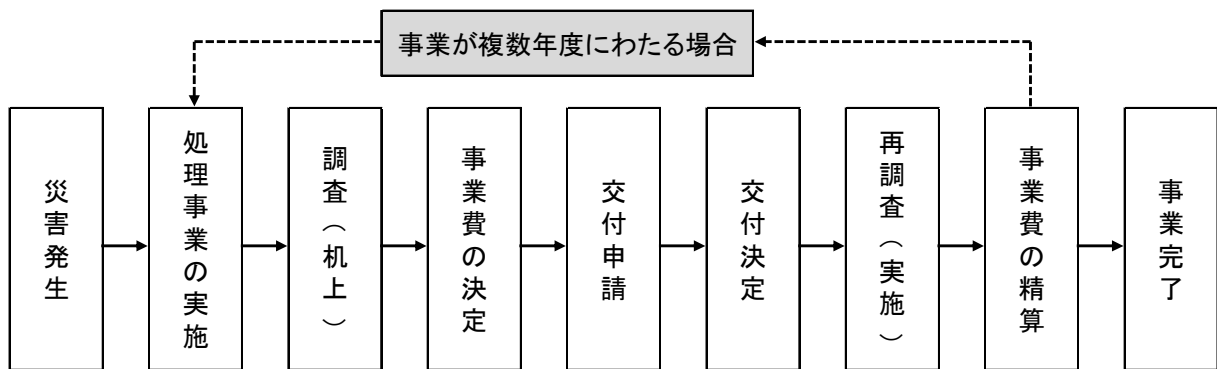 事業が複数年度にわたる場合
災害発生
処理事業の実施
調査（机上）
事業費の決定
交付申請
交付決定
再調査（実施）
事業費の精算
事業完了